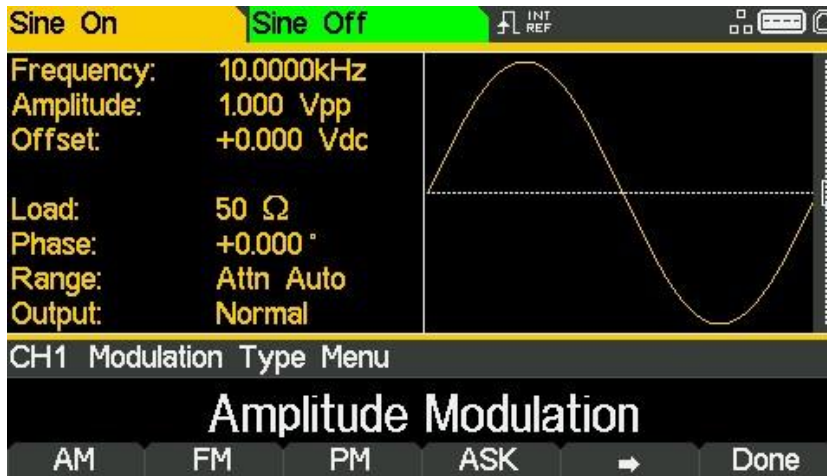 Sine On Sine Off INT REF
Frequency: 10.0000kHz
Amplitude: 1.000 Vpp
Offset: +0.000 Vdc
Load: 50 Ω
Phase: +0.000 °
Range: Attn Auto
Output: Normal
CH1 Modulation Type Menu
Amplitude Modulation
AM FM PM ASK ➡ Done